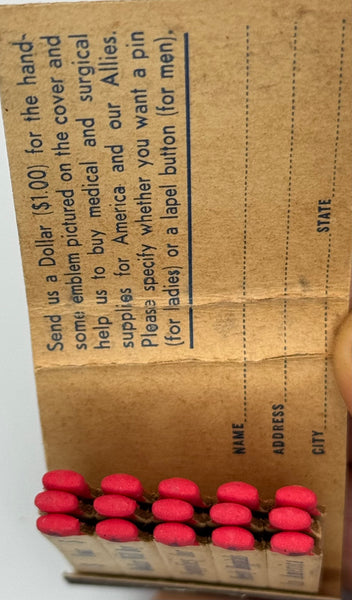 Send us a Dollar ($1.00) for the hand-
some emblem pictured on the cover and
help us to buy medical and surgical
supplies for America and our Allies.
Please specify whether you want a pin
(for ladies) or a lapel button (for men).
NAME
ADDRESS
CITY STATE